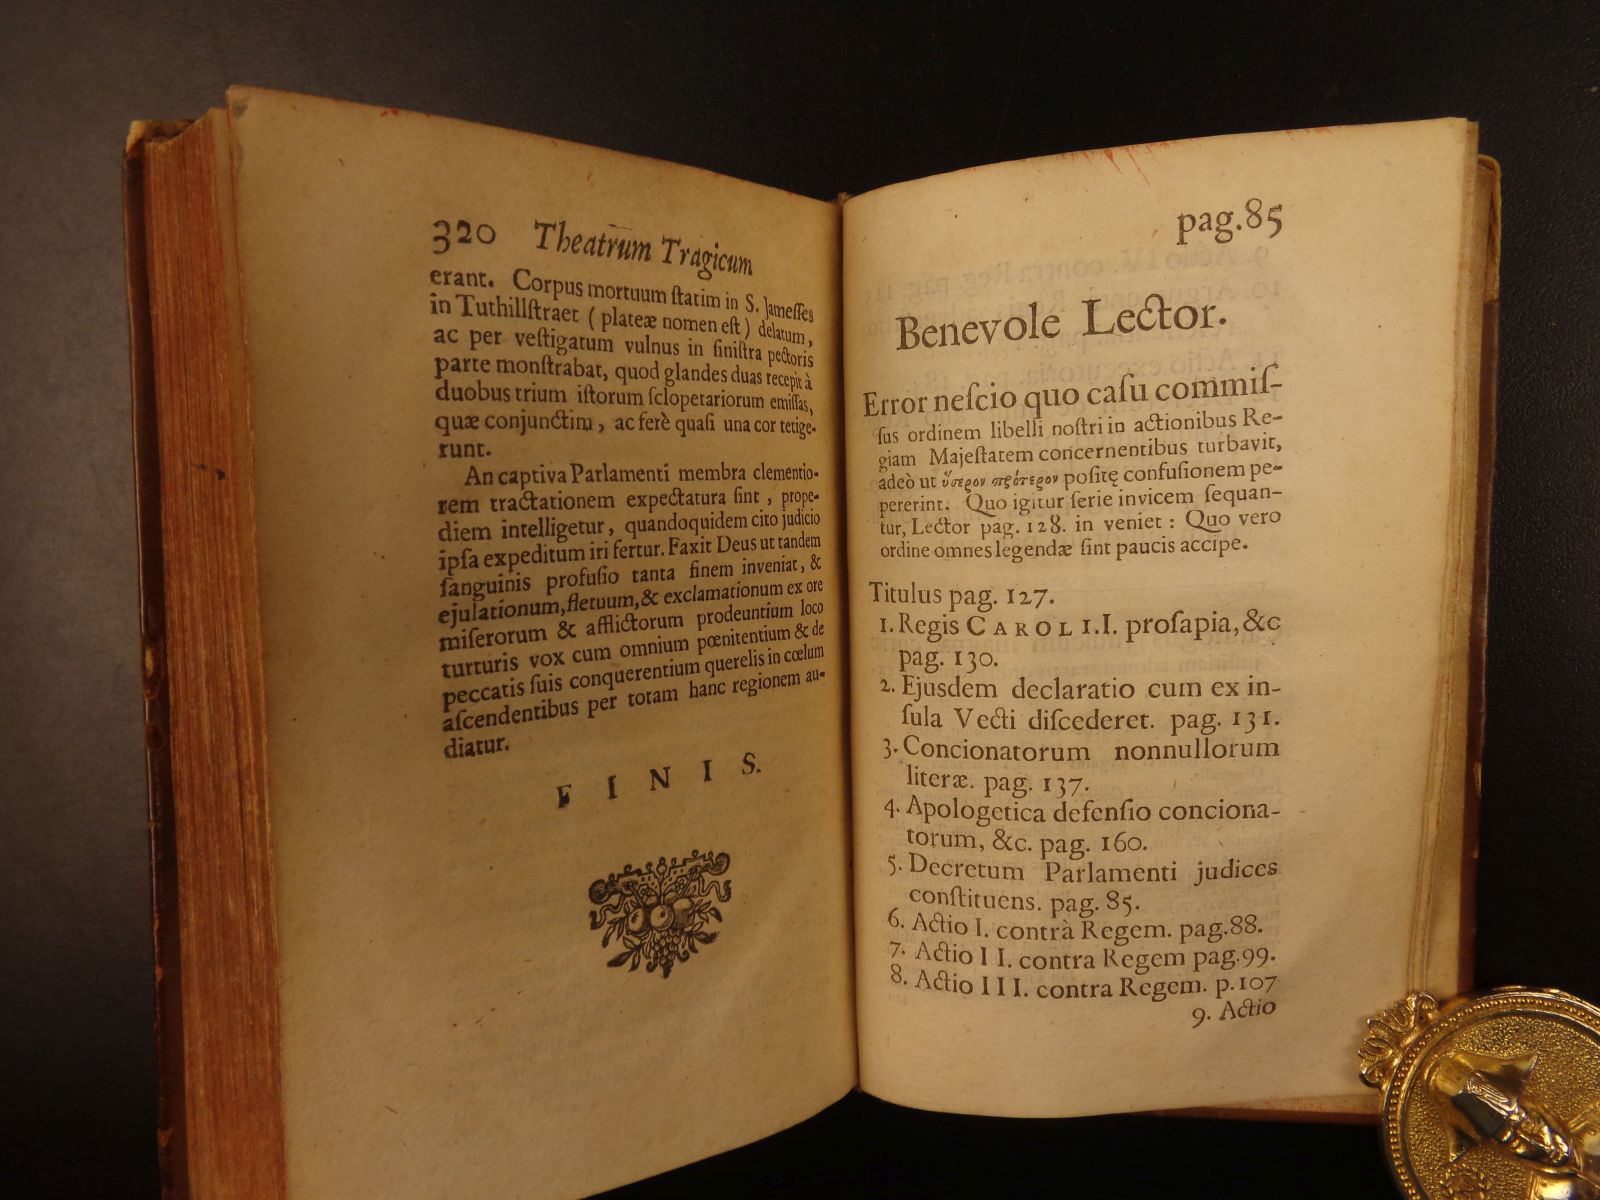 320 Theatrum Tragicum
erant. Corpus mortuum ſtatim in S. Jameſſes
in Tuthillſtraet ( plateæ nomen eſt ) delatum,
ac per veſtigatum vulnus in ſiniſtra pectoris
parte monſtrabat, quod glandes duas recepit à
duobus trium iſtorum ſclopetariorum emiſſas,
quæ conjunctim, ac ferè quaſi una cor tetige-
runt.
An captiva Parlamenti membra clementio-
rem tractationem expectatura ſint, prope-
diem intelligetur, quandoquidem cito judicio
ipſa expeditum iri fertur. Faxit Deus ut tandem
ſanguinis profuſio tanta finem inveniat, &
ejulationum, fletuum, & exclamationum ex ore
miſerorum & afflictorum prodeuntium loco
turturis vox cum omnium pœnitentium & de
peccatis ſuis conquerentium querelis in cœlum
aſcendentibus per totam hanc regionem au-
diatur.
F I N I S.
pag. 85
Benevole Lector.
Error neſcio quo caſu commiſ-
ſus ordinem libelli noſtri in actionibus Re-
giam Majeſtatem concernentibus turbavit,
adeò ut ὕϛερον πρότερον poſitę confuſionem pe-
pererint. Quo igitur ſerie invicem ſequan-
tur, Lector pag. 128. in veniet : Quo vero
ordine omnes legendæ ſint paucis accipe.
Titulus pag. 127.
1. Regis CAROLI I.I. proſapia, &c
pag. 130.
2. Ejusdem declaratio cum ex in-
ſula Vecti diſcederet. pag. 131.
3. Concionatorum nonnullorum
literæ. pag. 137.
4. Apologetica defenſio conciona-
torum, &c. pag. 160.
5. Decretum Parlamenti judices
conſtituens. pag. 85.
6. Actio I. contrà Regem. pag. 88.
7. Actio I I. contra Regem pag. 99.
8. Actio I I I. contra Regem. p. 107
9. Actio